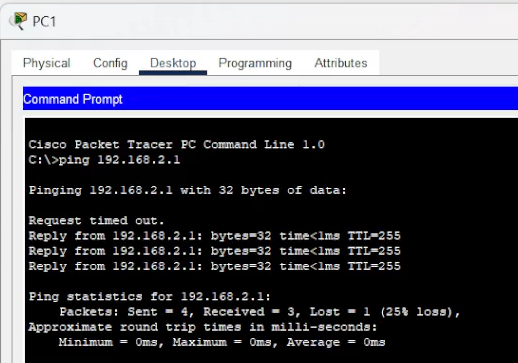 PC1
Physical Config Desktop Programming Attributes
Command Prompt
Cisco Packet Tracer PC Command Line 1.0
C:\>ping 192.168.2.1
Pinging 192.168.2.1 with 32 bytes of data:
Request timed out.
Reply from 192.168.2.1: bytes=32 time<1ms TTL=255
Reply from 192.168.2.1: bytes=32 time<1ms TTL=255
Reply from 192.168.2.1: bytes=32 time<1ms TTL=255
Ping statistics for 192.168.2.1:
Packets: Sent = 4, Received = 3, Lost = 1 (25% loss),
Approximate round trip times in milli-seconds:
Minimum = 0ms, Maximum = 0ms, Average = 0ms